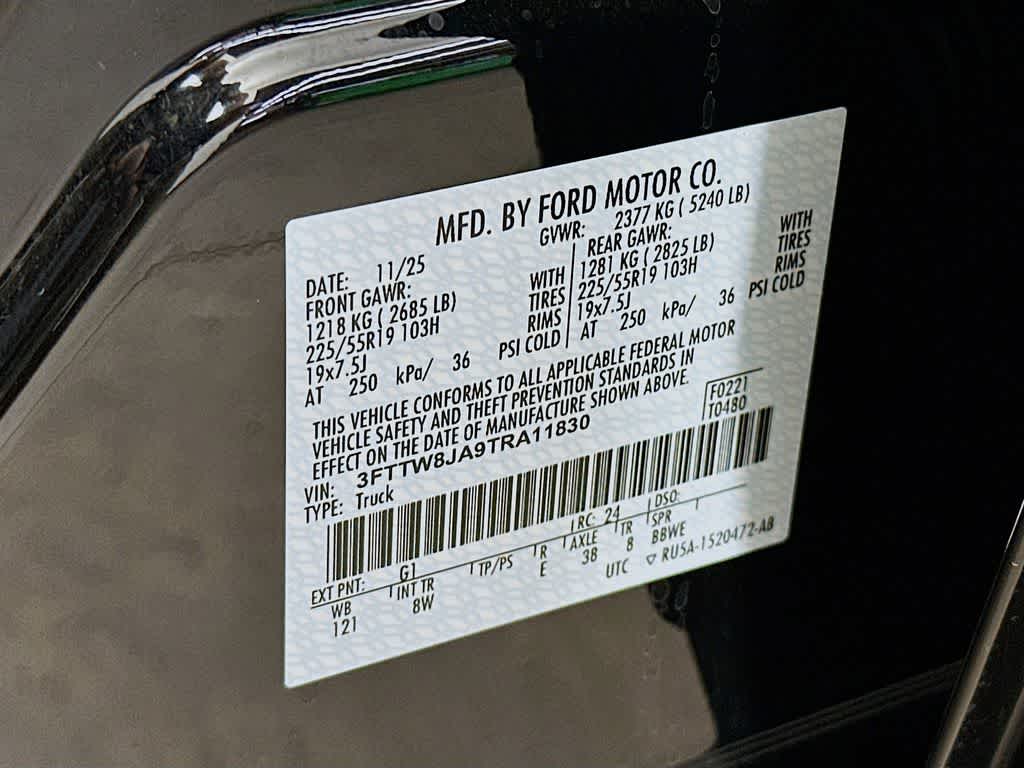 MFD. BY FORD MOTOR CO.
DATE: 11/25
GVWR: 2377 KG ( 5240 LB)
FRONT GAWR:
1218 KG ( 2685 LB)
225/55R19 103H
19x7.5J
AT 250 kPa/ 36 PSI COLD
WITH
TIRES
RIMS
REAR GAWR:
1281 KG ( 2825 LB)
225/55R19 103H
19x7.5J
AT 250 kPa/ 36 PSI COLD
WITH
TIRES
RIMS
THIS VEHICLE CONFORMS TO ALL APPLICABLE FEDERAL MOTOR
VEHICLE SAFETY AND THEFT PREVENTION STANDARDS IN
EFFECT ON THE DATE OF MANUFACTURE SHOWN ABOVE.
VIN: 3FTTW8JA9TRA11830
TYPE: Truck
F0221
T0480
EXT PNT: G1 RC: 24 DSO:
WB INT TR TP/PS R AXLE TR SPR
121 8W E 38 8 BBWE
UTC ▽ RU5A-1520472-AB